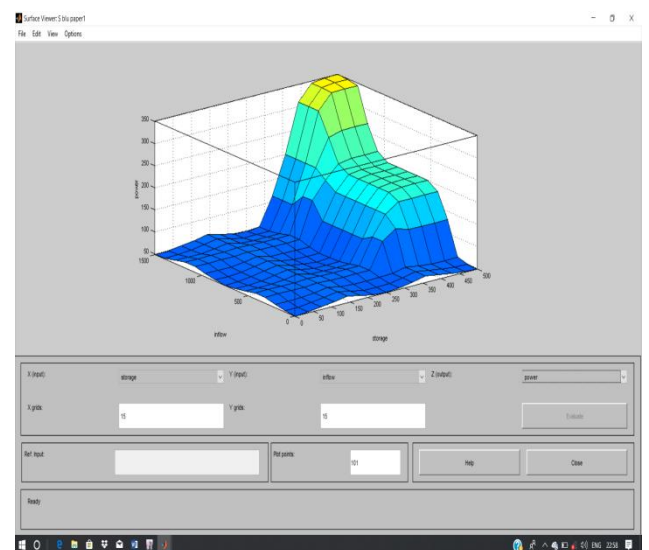 Surface Viewer: S biu paper1
File Edit View Options
350
300
250
200
150
100
50
power
1500
1000
500
0
inflow
0 50 100 150 200 250 300 350 400 450 500
storage
X (input): storage Y (input): inflow Z (output): power
X grids: 15 Y grids: 15 Evaluate
Ref. Input: Plot points: 101 Help Close
Ready
ENG 22:58